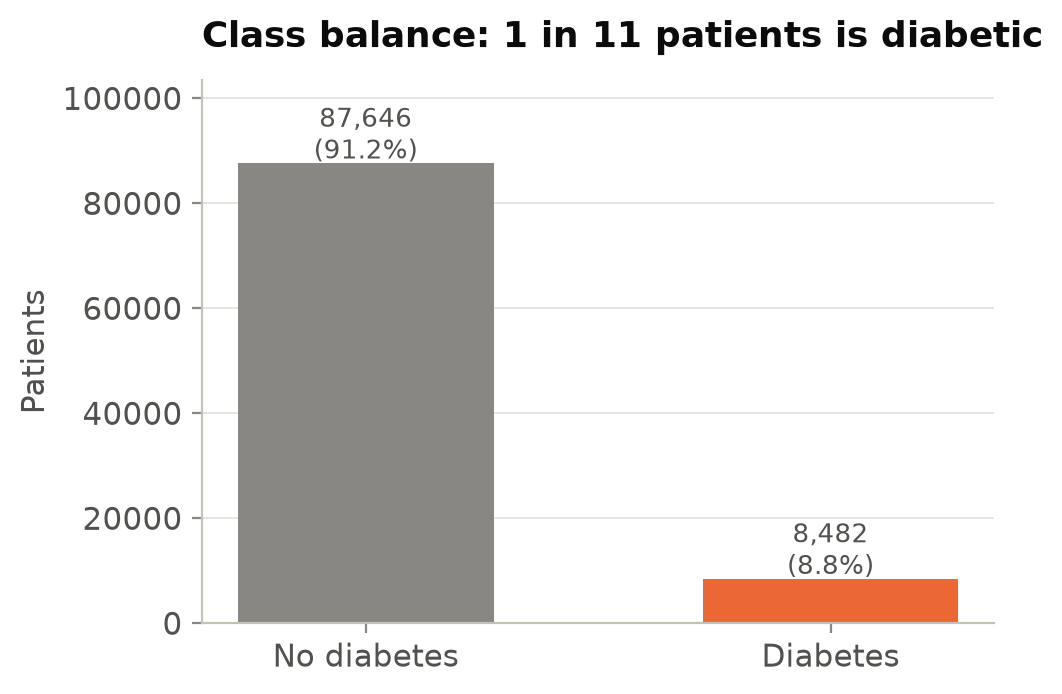 Class balance: 1 in 11 patients is diabetic
100000
80000
60000
40000
20000
0
Patients
87,646
(91.2%)
8,482
(8.8%)
No diabetes
Diabetes